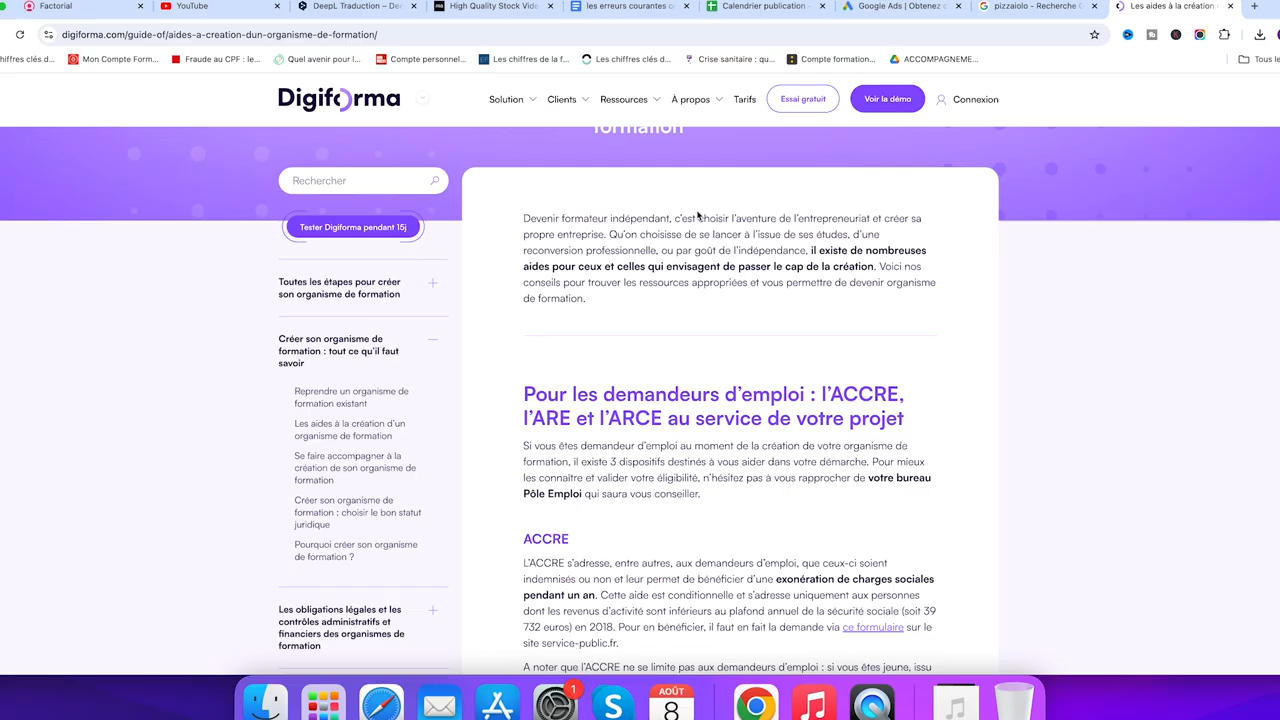 Factorial
YouTube
DeepL Traduction – De
High Quality Stock Vide
les erreurs courantes c
Calendrier publication
Google Ads | Obtenez c
pizzaiolo - Recherche G
Les aides à la création
digiforma.com/guide-of/aides-a-creation-dun-organisme-de-formation/
chiffres clés d...
Mon Compte Form...
Fraude au CPF : le...
Quel avenir pour l...
Compte personnel...
Les chiffres de la f...
Les chiffres clés d...
Crise sanitaire : qu...
Compte formation...
ACCOMPAGNEME...
Tous le
Digiforma
Solution
Clients
Ressources
À propos
Tarifs
Essai gratuit
Voir la démo
Connexion
formation
Rechercher
Tester Digiforma pendant 15j
Toutes les étapes pour créer
son organisme de formation
Créer son organisme de
formation : tout ce qu'il faut
savoir
Reprendre un organisme de
formation existant
Les aides à la création d'un
organisme de formation
Se faire accompagner à la
création de son organisme de
formation
Créer son organisme de
formation : choisir le bon statut
juridique
Pourquoi créer son organisme
de formation ?
Les obligations légales et les
contrôles administratifs et
financiers des organismes de
formation
Devenir formateur indépendant, c'est choisir l'aventure de l'entrepreneuriat et créer sa
propre entreprise. Qu'on choisisse de se lancer à l'issue de ses études, d'une
reconversion professionnelle, ou par goût de l'indépendance, il existe de nombreuses
aides pour ceux et celles qui envisagent de passer le cap de la création. Voici nos
conseils pour trouver les ressources appropriées et vous permettre de devenir organisme
de formation.
Pour les demandeurs d'emploi : l'ACCRE,
l'ARE et l'ARCE au service de votre projet
Si vous êtes demandeur d'emploi au moment de la création de votre organisme de
formation, il existe 3 dispositifs destinés à vous aider dans votre démarche. Pour mieux
les connaître et valider votre éligibilité, n'hésitez pas à vous rapprocher de votre bureau
Pôle Emploi qui saura vous conseiller.
ACCRE
L'ACCRE s'adresse, entre autres, aux demandeurs d'emploi, que ceux-ci soient
indemnisés ou non et leur permet de bénéficier d'une exonération de charges sociales
pendant un an. Cette aide est conditionnelle et s'adresse uniquement aux personnes
dont les revenus d'activité sont inférieurs au plafond annuel de la sécurité sociale (soit 39
732 euros) en 2018. Pour en bénéficier, il faut en fait la demande via ce formulaire sur le
site service-public.fr.
A noter que l'ACCRE ne se limite pas aux demandeurs d'emploi : si vous êtes jeune, issu
1
AOÛT
8